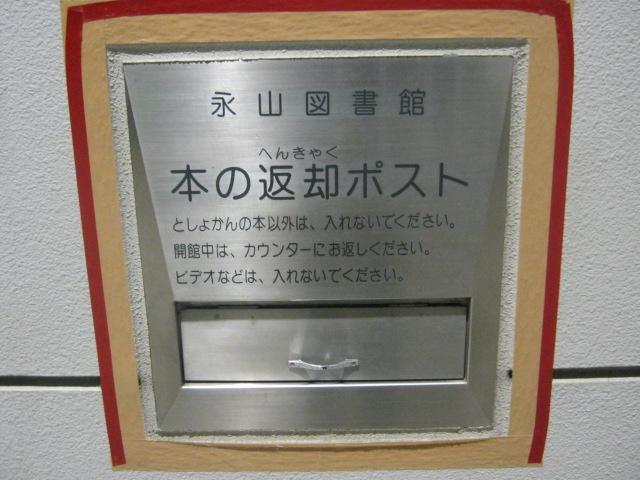 永山図書館
へんきゃく
本の返却ポスト
としょかんの本以外は、入れないでください。
開館中は、カウンターにお返しください。
ビデオなどは、入れないでください。